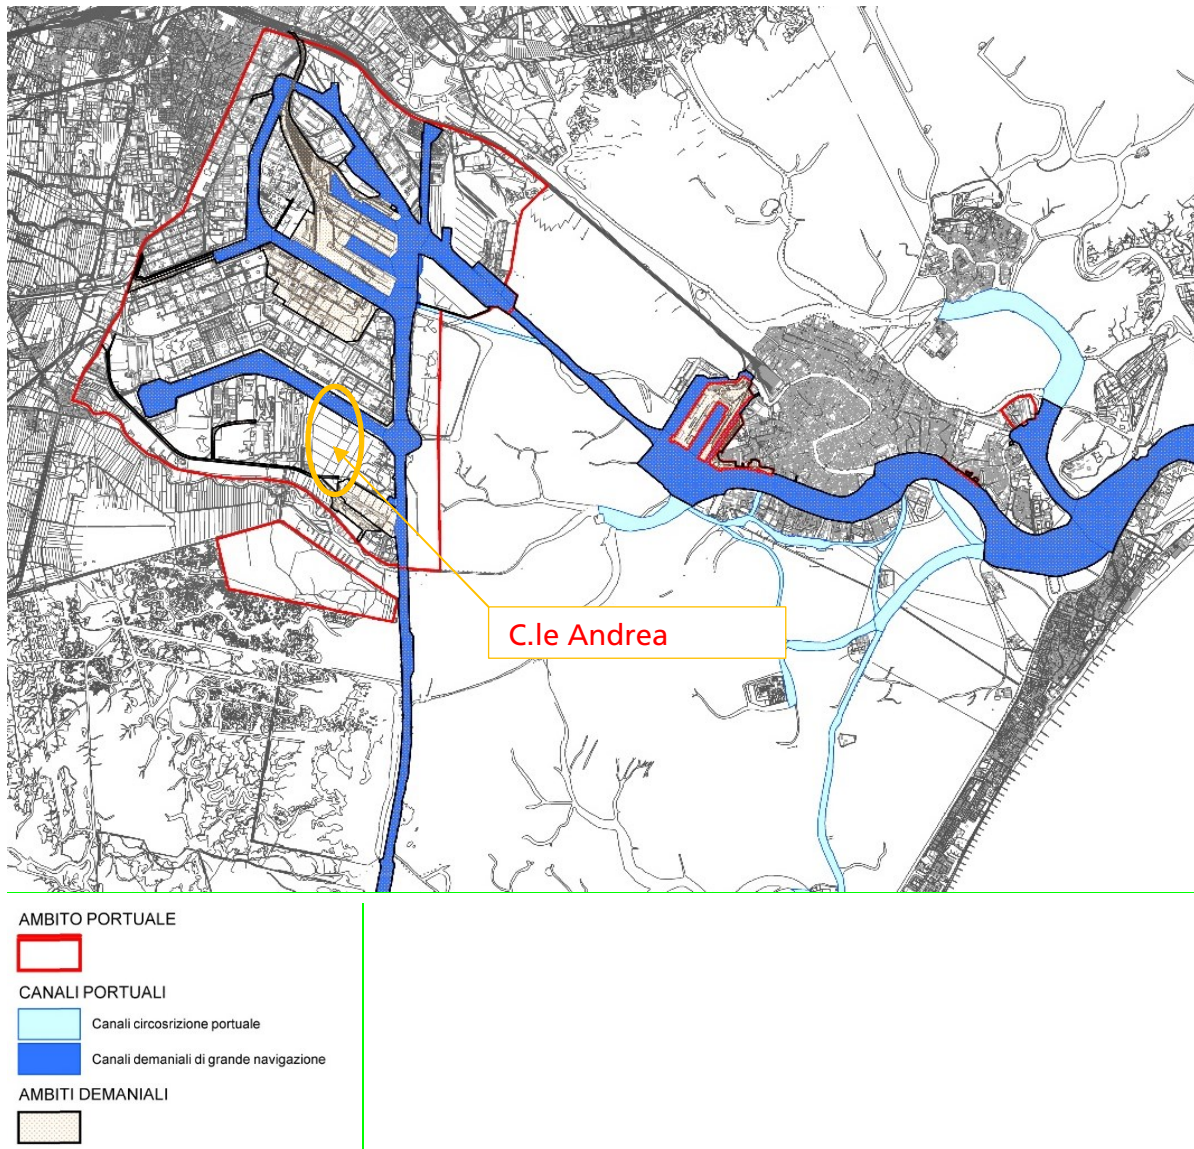 C.le Andrea
AMBITO PORTUALE
CANALI PORTUALI
Canali circosrizione portuale
Canali demaniali di grande navigazione
AMBITI DEMANIALI